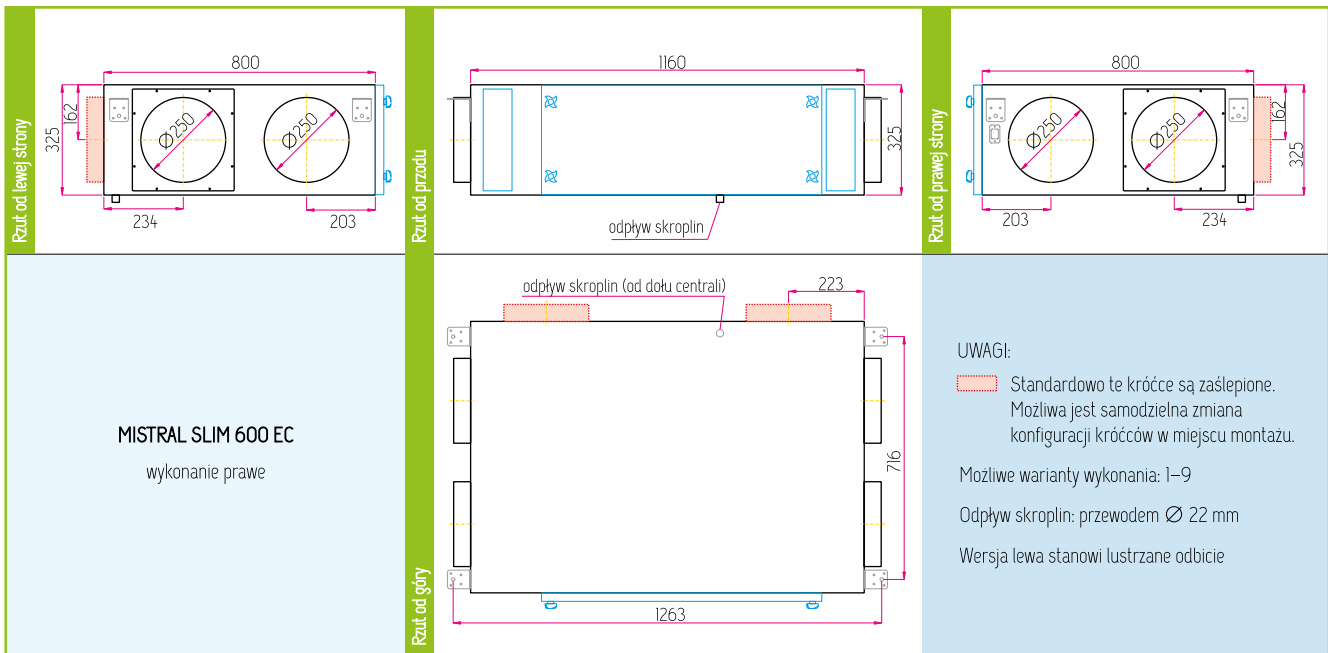 Rzut od lewej strony
800
325
162
Ø250
Ø250
234
203
Rzut od przodu
1160
325
odpływ skroplin
Rzut od prawej strony
800
Ø250
Ø250
162
325
203
234
MISTRAL SLIM 600 EC
wykonanie prawe
Rzut od góry
odpływ skroplin (od dołu centrali)
223
716
1263
UWAGI:
Standardowo te króćce są zaślepione.
Możliwa jest samodzielna zmiana
konfiguracji króćców w miejscu montażu.
Możliwe warianty wykonania: 1–9
Odpływ skroplin: przewodem Ø 22 mm
Wersja lewa stanowi lustrzane odbicie